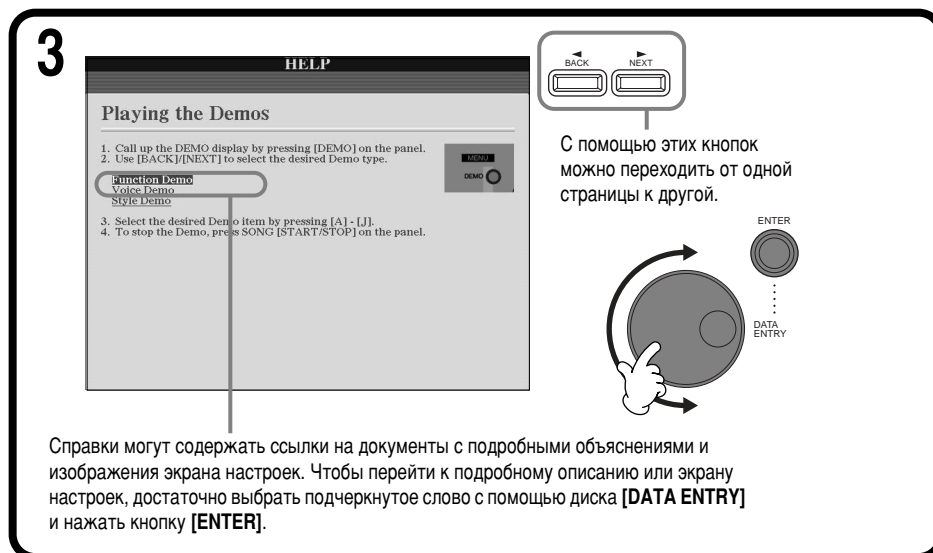 3
HELP
Playing the Demos
1. Call up the DEMO display by pressing [DEMO] on the panel.
2. Use [BACK]/[NEXT] to select the desired Demo type.
Function Demo
Voice Demo
Style Demo
3. Select the desired Demo item by pressing [A] - [J].
4. To stop the Demo, press SONG [START/STOP] on the panel.
MENU
DEMO
BACK NEXT
С помощью этих кнопок
можно переходить от одной
страницы к другой.
ENTER
DATA
ENTRY
Справки могут содержать ссылки на документы с подробными объяснениями и
изображения экрана настроек. Чтобы перейти к подробному описанию или экрану
настроек, достаточно выбрать подчеркнутое слово с помощью диска [DATA ENTRY]
и нажать кнопку [ENTER].